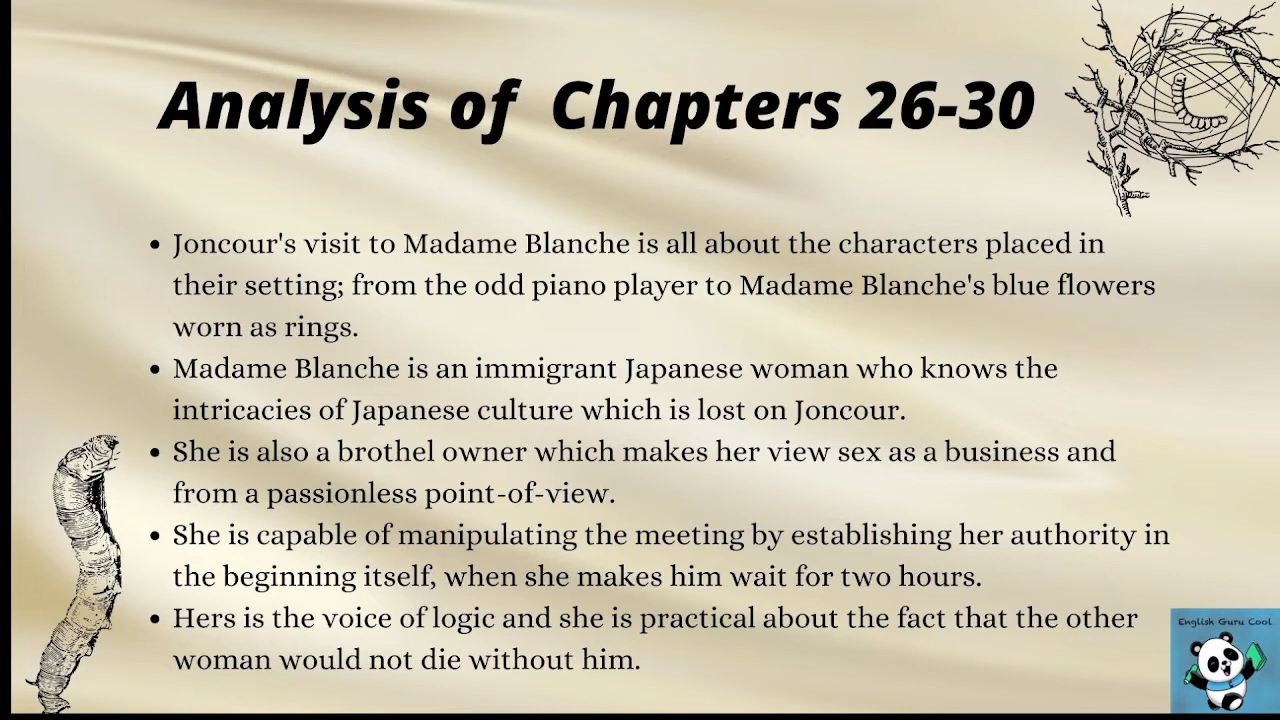 Analysis of Chapters 26-30
• Joncour's visit to Madame Blanche is all about the characters placed in
their setting; from the odd piano player to Madame Blanche's blue flowers
worn as rings.
• Madame Blanche is an immigrant Japanese woman who knows the
intricacies of Japanese culture which is lost on Joncour.
• She is also a brothel owner which makes her view sex as a business and
from a passionless point-of-view.
• She is capable of manipulating the meeting by establishing her authority in
the beginning itself, when she makes him wait for two hours.
• Hers is the voice of logic and she is practical about the fact that the other
woman would not die without him.
English Guru Cool